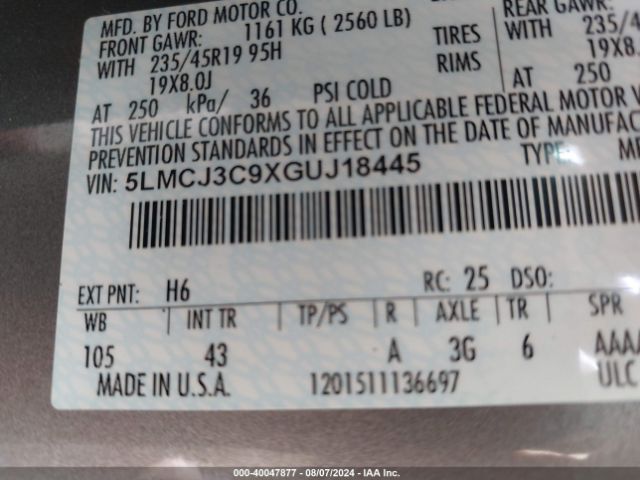 MFD. BY FORD MOTOR CO.
FRONT GAWR: 1161 KG ( 2560 LB) REAR GAWR:
WITH 235/45R19 95H TIRES WITH 235/4
19X8.0J RIMS 19X8.
AT 250 kPa/ 36 PSI COLD AT 250
THIS VEHICLE CONFORMS TO ALL APPLICABLE FEDERAL MOTOR V
PREVENTION STANDARDS IN EFFECT ON THE DATE OF MANUFAC
VIN: 5LMCJ3C9XGUJ18445 TYPE:
EXT PNT: H6 RC: 25 DSO:
WB INT TR TP/PS R AXLE TR SPR
105 43 A 3G 6 AAAA
MADE IN U.S.A. 1201511136697 ULC
000-40047877 - 08/07/2024 - IAA Inc.